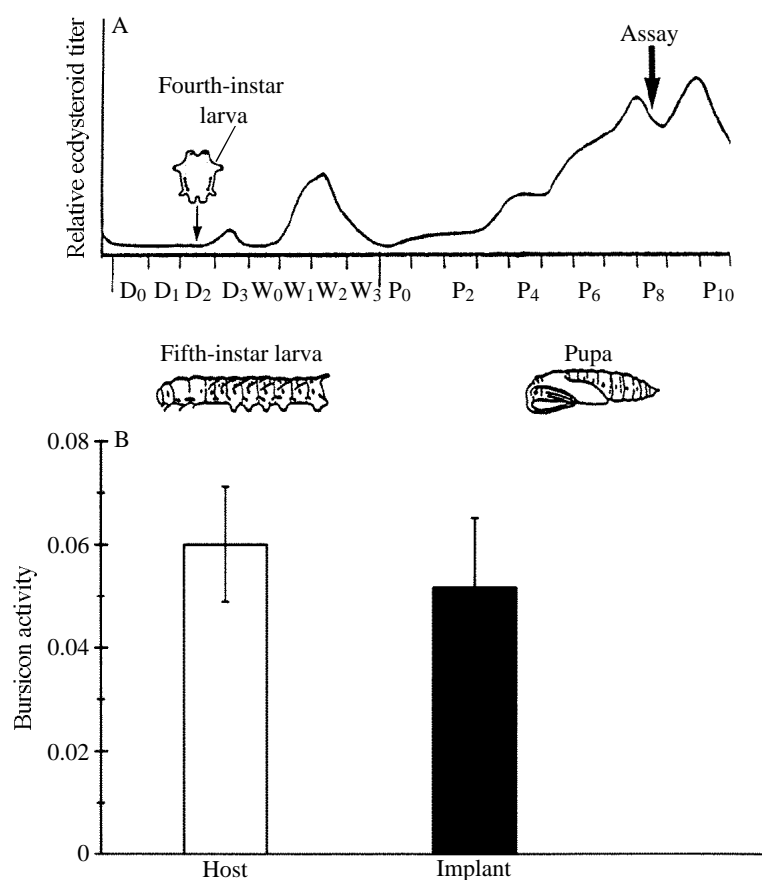 A
Relative ecdysteroid titer
Assay
Fourth-instar
larva
D0 D1 D2 D3 W0 W1 W2 W3 P0 P2 P4 P6 P8 P10
Fifth-instar larva
Pupa
B
Bursicon activity
0.08
0.06
0.04
0.02
0
Host
Implant